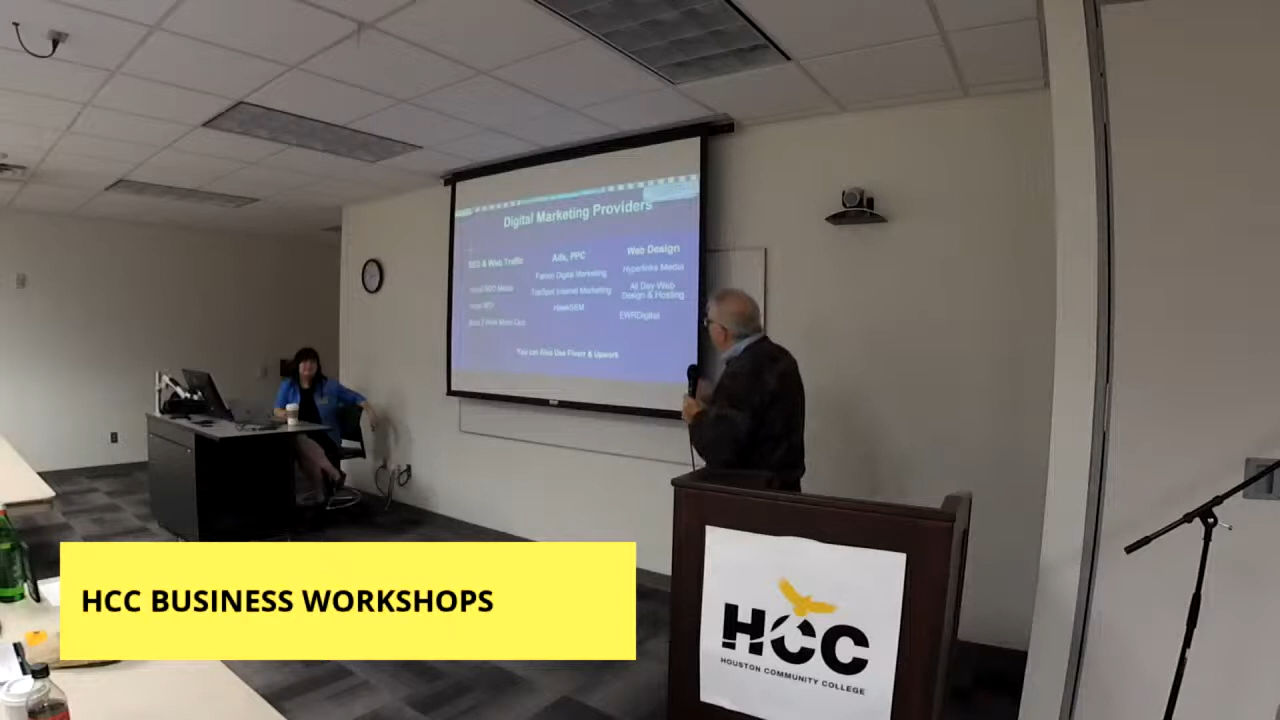 Digital Marketing Providers
SEO & Web Traffic
Ads, PPC
Digital Marketing
TopSpot Internet Marketing
HawkSEM
Web Design
Hyperlinks Media
All Day Web
Design & Hosting
EWRDigital
You can Also Use Fiverr & Upwork
HCC BUSINESS WORKSHOPS
HCC
HOUSTON COMMUNITY COLLEGE